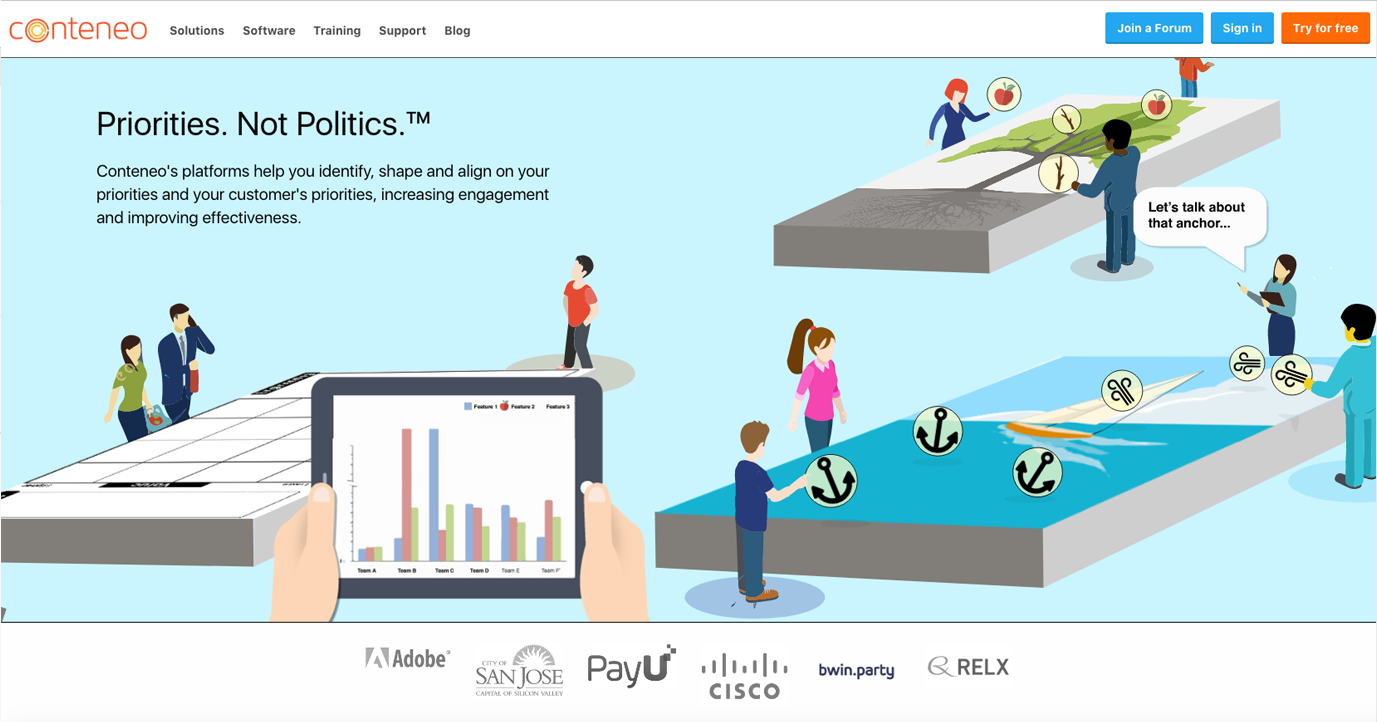 conteneo
Solutions
Software
Training
Support
Blog
Join a Forum
Sign in
Try for free
Priorities. Not Politics.™
Conteneo's platforms help you identify, shape and align on your
priorities and your customer's priorities, increasing engagement
and improving effectiveness.
Let's talk about
that anchor...
Feature 1
Feature 2
Feature 3
Team A
Team B
Team C
Team D
Team E
Team F
Adobe
CITY OF
SAN JOSE
CAPITAL OF SILICON VALLEY
PayU
CISCO
bwin.party
RELX